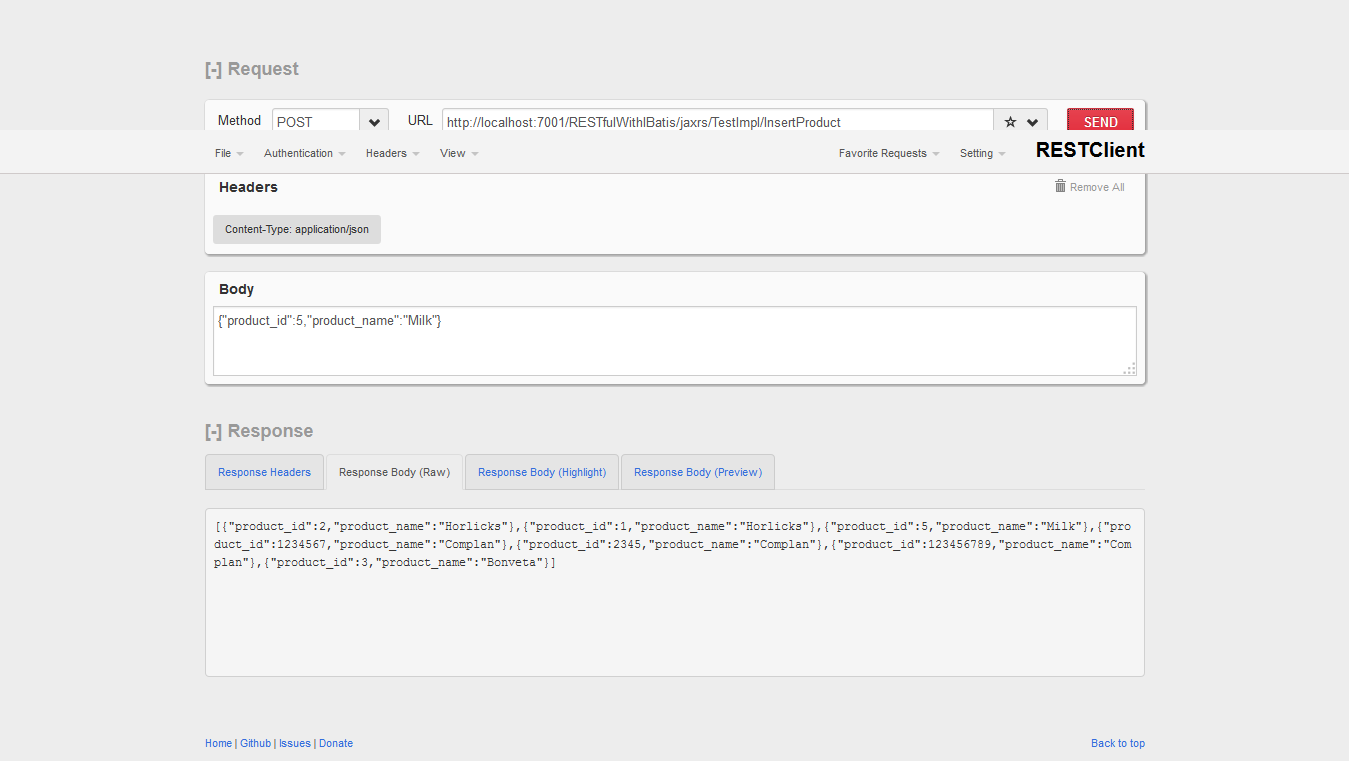 [-] Request
Method POST URL http://localhost:7001/RESTfulWithIBatis/jaxrs/TestImpl/InsertProduct SEND
File Authentication Headers View Favorite Requests Setting RESTClient
Headers Remove All
Content-Type: application/json
Body
{"product_id":5,"product_name":"Milk"}
[-] Response
Response Headers Response Body (Raw) Response Body (Highlight) Response Body (Preview)
[{"product_id":2,"product_name":"Horlicks"},{"product_id":1,"product_name":"Horlicks"},{"product_id":5,"product_name":"Milk"},{"pro
duct_id":1234567,"product_name":"Complan"},{"product_id":2345,"product_name":"Complan"},{"product_id":123456789,"product_name":"Com
plan"},{"product_id":3,"product_name":"Bonveta"}]
Home | Github | Issues | Donate Back to top